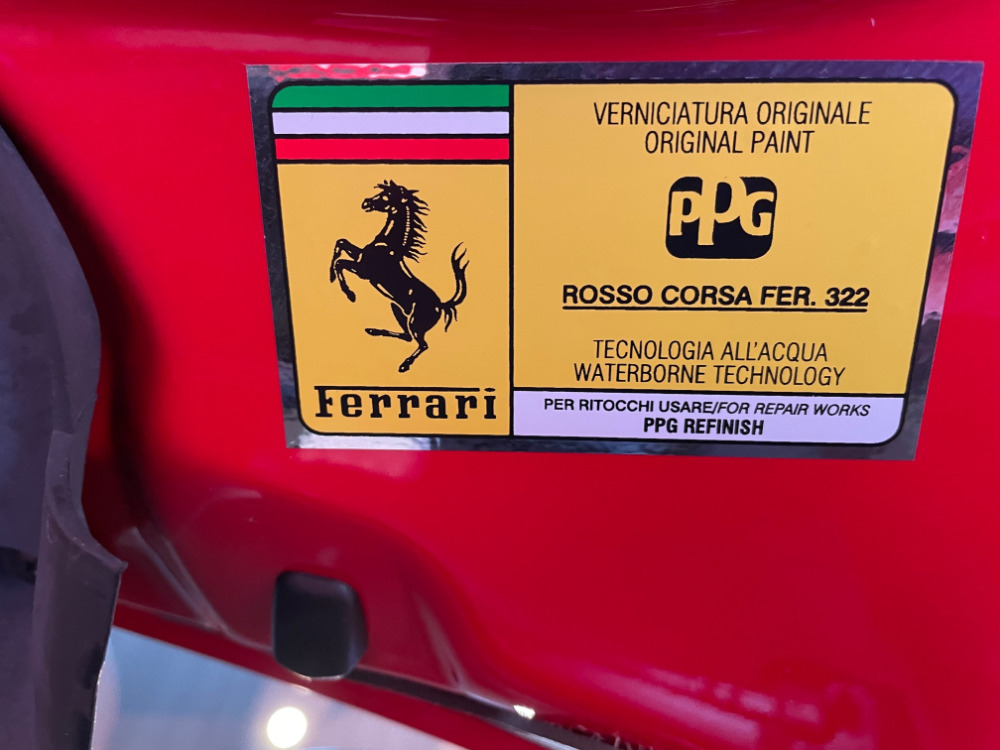 VERNICIATURA ORIGINALE
ORIGINAL PAINT
PPG
ROSSO CORSA FER. 322
TECNOLOGIA ALL'ACQUA
WATERBORNE TECHNOLOGY
Ferrari
PER RITOCCHI USARE/FOR REPAIR WORKS
PPG REFINISH